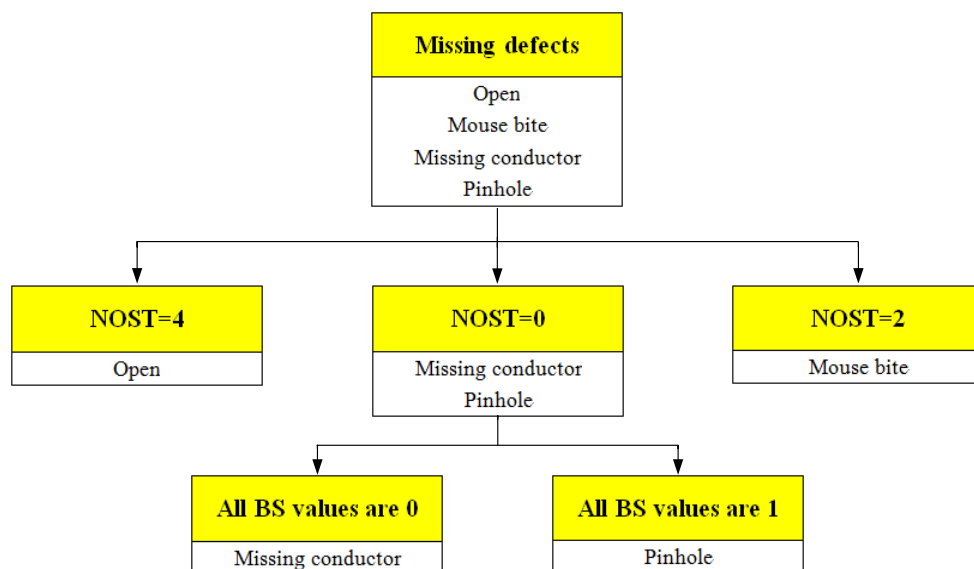 Missing defects
Open
Mouse bite
Missing conductor
Pinhole
NOST=4
Open
NOST=0
Missing conductor
Pinhole
NOST=2
Mouse bite
All BS values are 0
Missing conductor
All BS values are 1
Pinhole